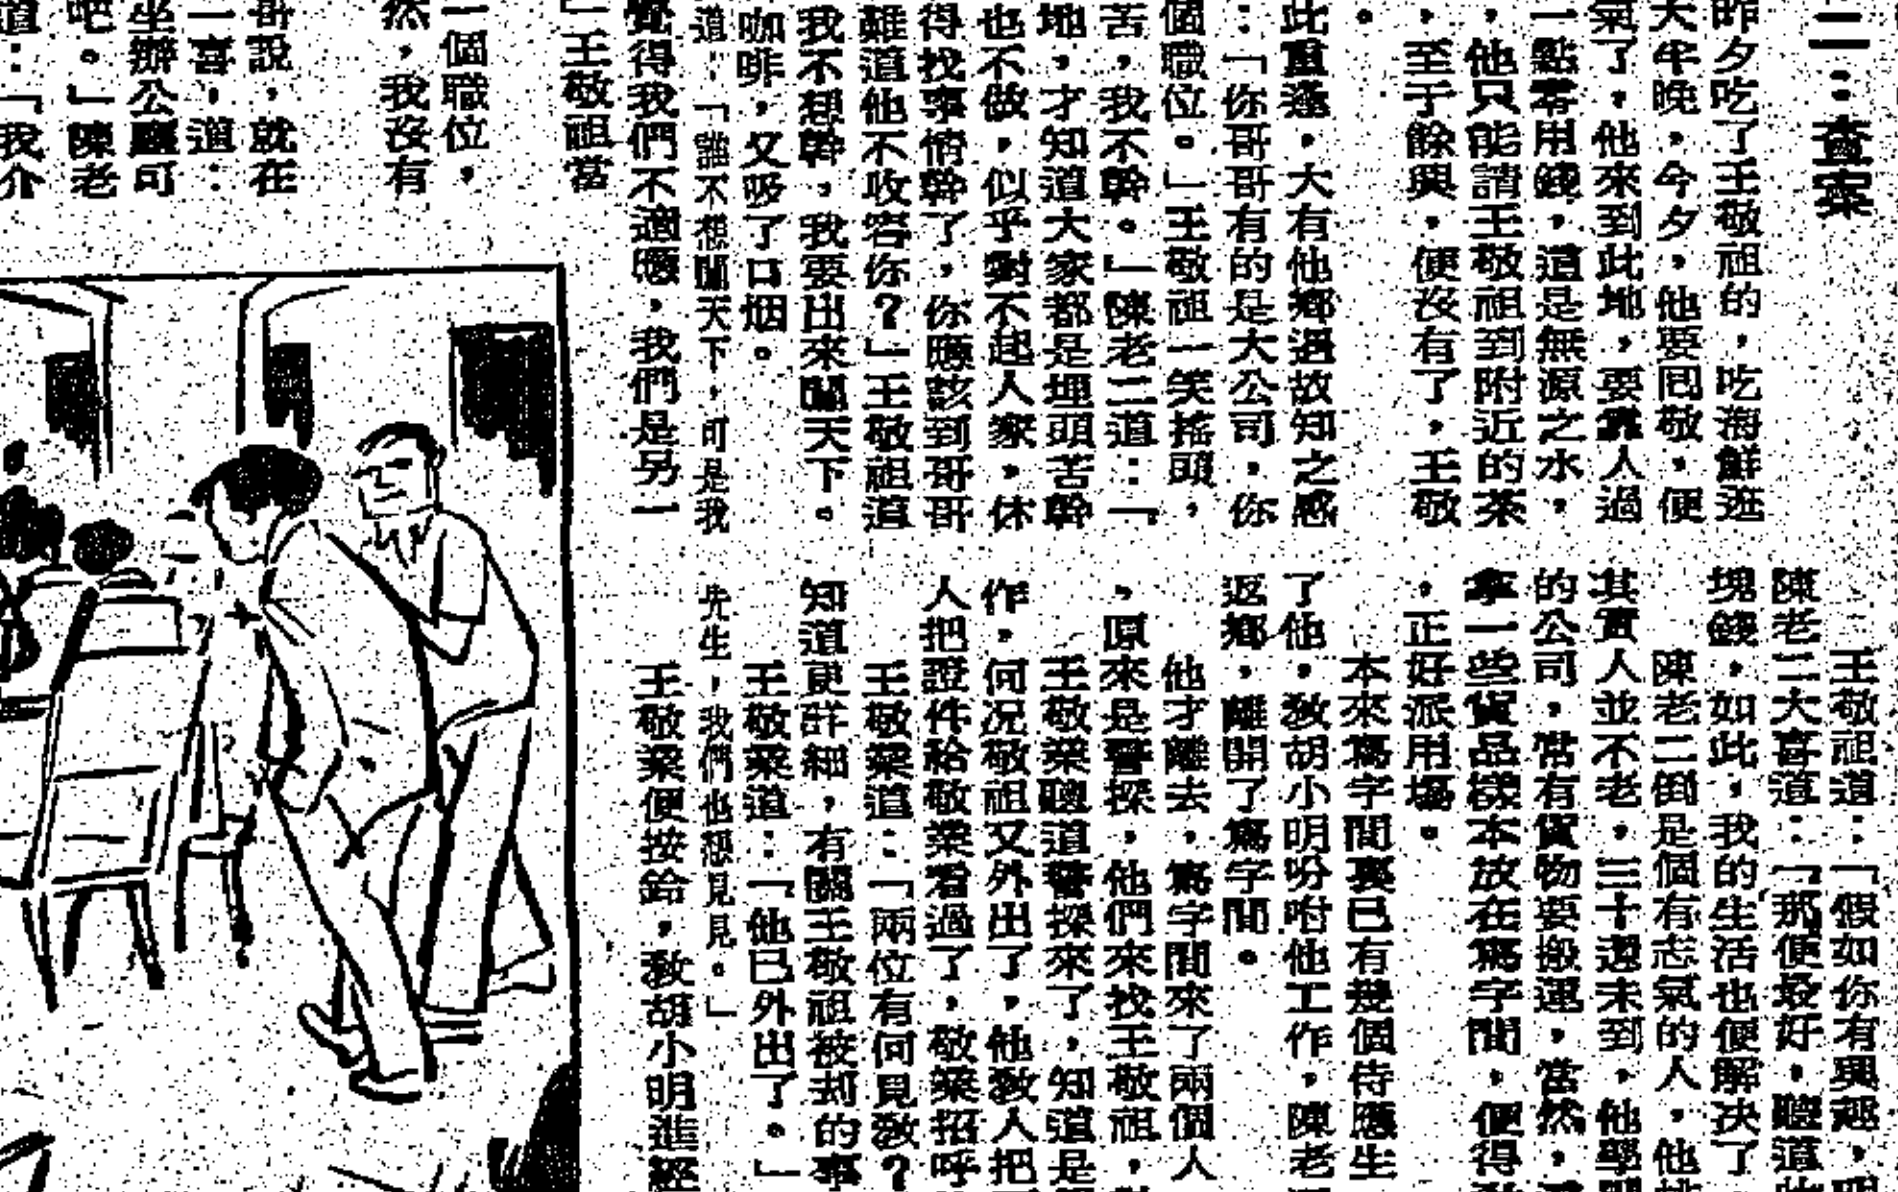 二：查案
昨夕吃了王敬祖的，吃海鮮逛
大半晚，今夕，他要回敬，便
氣了，他來到此地，要靠人過
一點零用錢，這是無源之水，
，他只能請王敬祖到附近的茶
，至于餘興，便沒有了，王敬
。
此重逢，大有他鄉遇故知之感
：「你哥哥有的是大公司，你
個職位。」王敬祖一笑搖頭，
苦，我不幹。」陳老二道：「
地，才知道大家都是埋頭苦幹
也不做，似乎對不起人家，休
得找事情幹了，你應該到哥哥
難道他不收容你？」王敬祖道
我不想幹，我要出來闖天下。
咖啡，又吸了口烟。
道：「誰不想闖天下，可是我
覺得我們不適應，我們是另一
」王敬祖當
一個職位，
然，我沒有
哥說，就在
一喜，道：
坐辦公廳可
吧。」陳老
道：「我介
王敬祖道：「假如你有興趣，明
陳老二大喜道：「那便最好，聽道此
塊錢，如此，我的生活也便解决了
陳老二倒是個有志氣的人，他
其實人並不老，三十還未到，他學
的公司，常有貨物要搬運，當然，
拿一些貨品樣本放在寫字間，便得
，正好派用場。
本來寫字間裏已有幾個侍應生
了他，敎胡小明吩咐他工作，陳老
返鄉，離開了寫字間。
他才離去，寫字間來了兩個人
，原來是警探，他們來找王敬祖，
王敬業聽道警探來了，知道是
作，何况敬祖又外出了，他敎人把
人把證件給敬業看過了，敬業招呼
王敬業道：「兩位有何見敎？
知道更詳細，有關王敬祖被刦的事
王敬業道：「他已外出了。」
先生，我們也想見見。」
王敬業便按鈴，敎胡小明進經